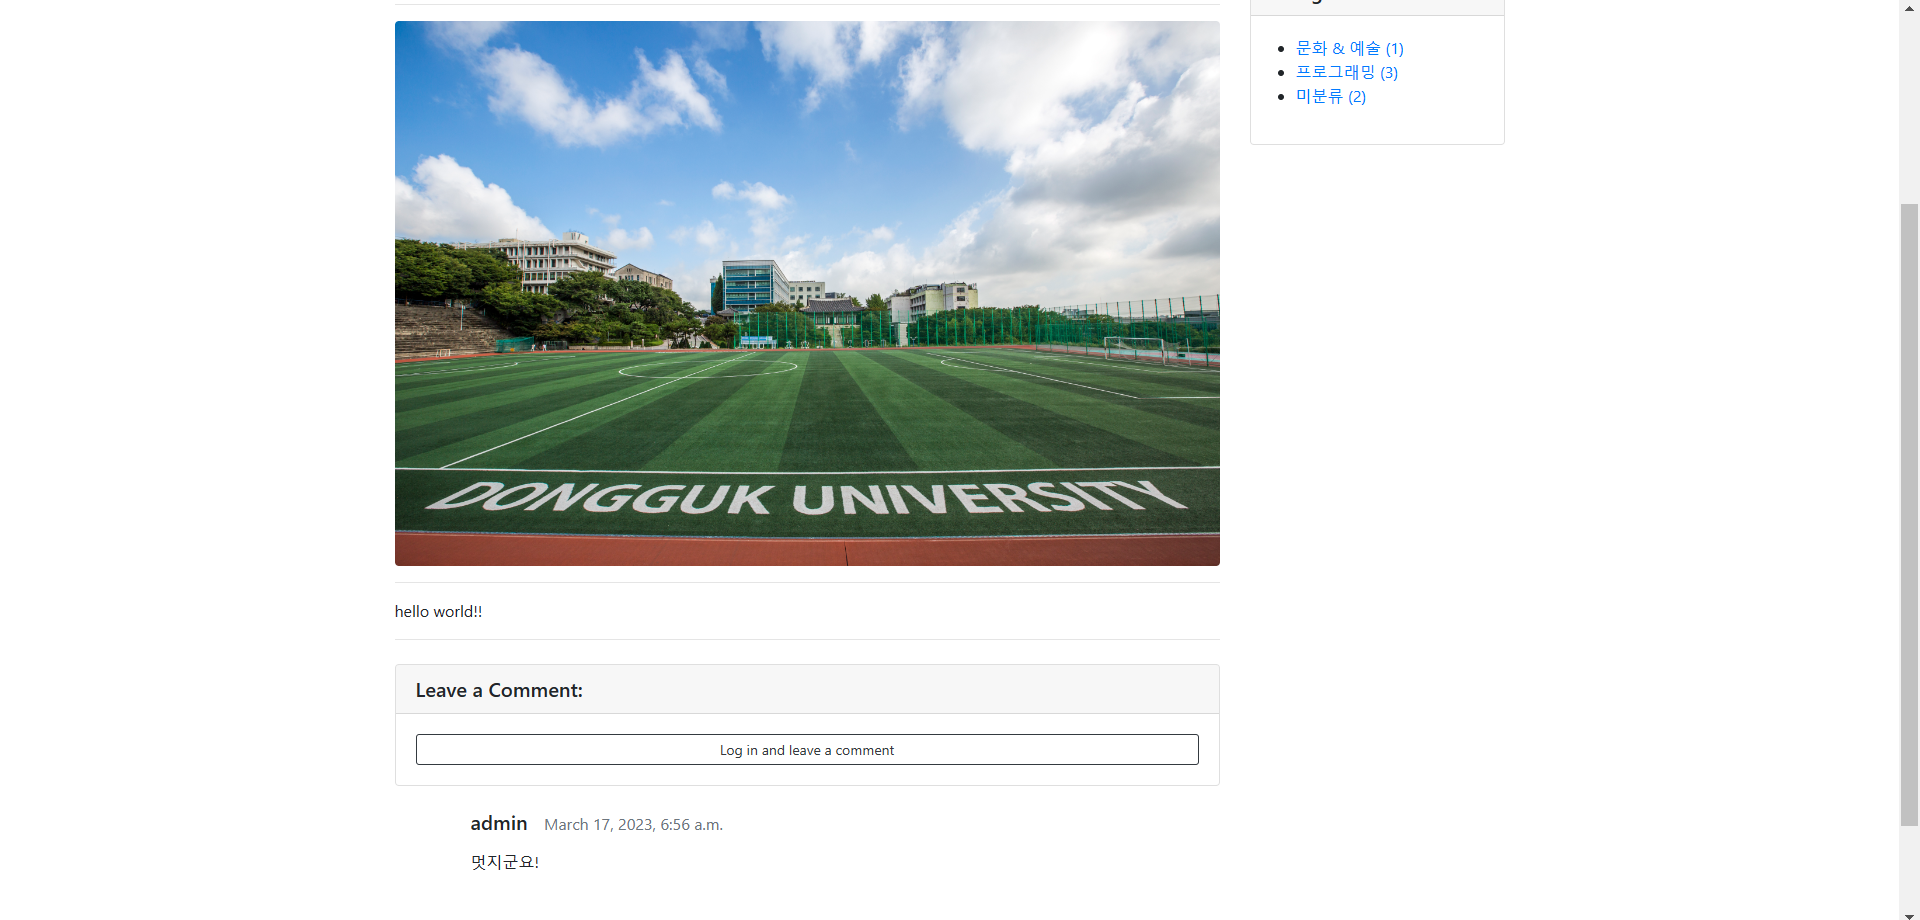 문화 & 예술 (1)
프로그래밍 (3)
미분류 (2)
DONGGUK UNIVERSITY
hello world!!
Leave a Comment:
Log in and leave a comment
admin March 17, 2023, 6:56 a.m.
멋지군요!